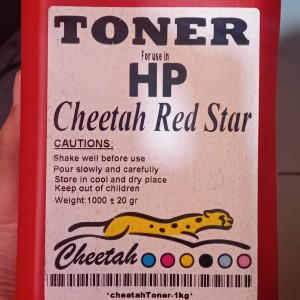 TONER
For use in
HP
Cheetah Red Star
CAUTIONS:
Shake well before use
Pour slowly and carefully
Store in cool and dry place
Keep out of children
Weight:1000 ± 20 gr
Cheetah
*cheetahToner-1kg*